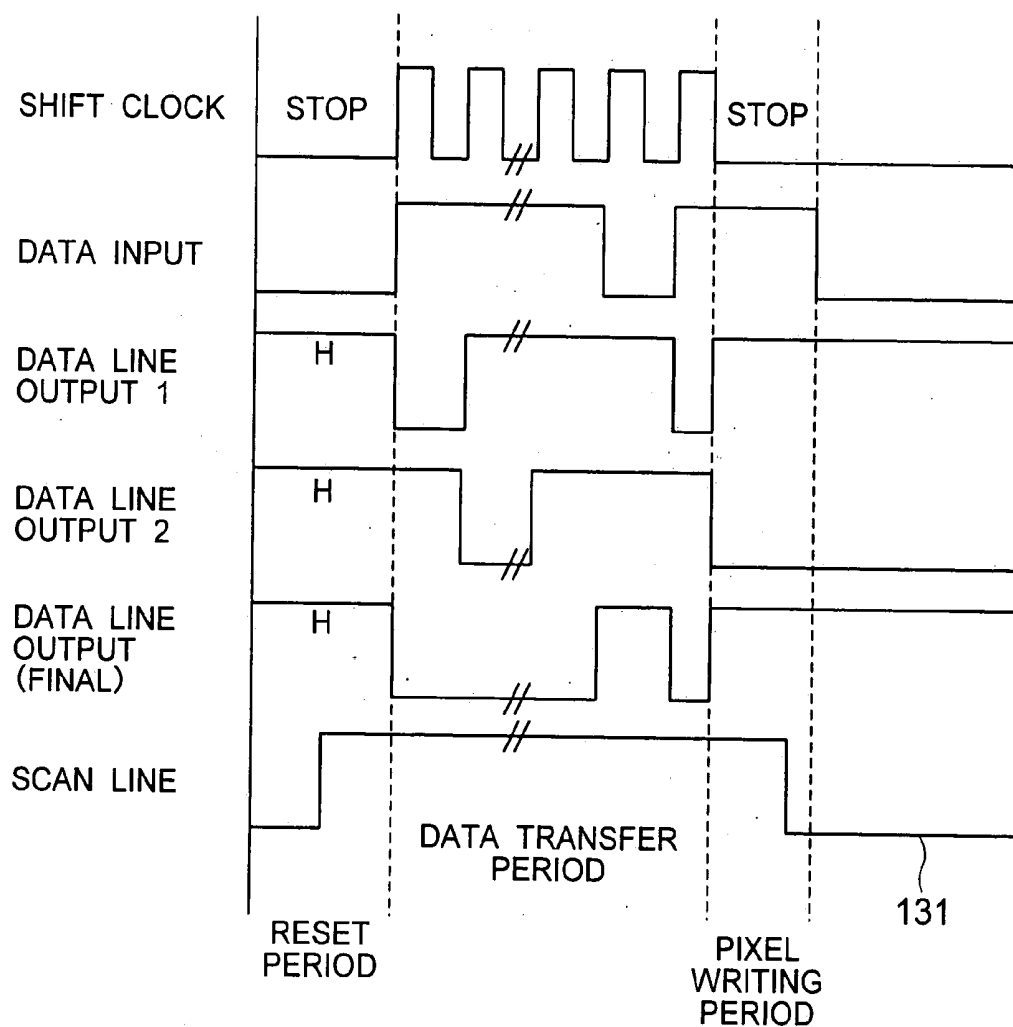 SHIFT CLOCK
STOP
STOP
DATA INPUT
DATA LINE
OUTPUT 1
H
DATA LINE
OUTPUT 2
H
DATA LINE
OUTPUT
(FINAL)
H
SCAN LINE
DATA TRANSFER
PERIOD
131
RESET
PERIOD
PIXEL
WRITING
PERIOD